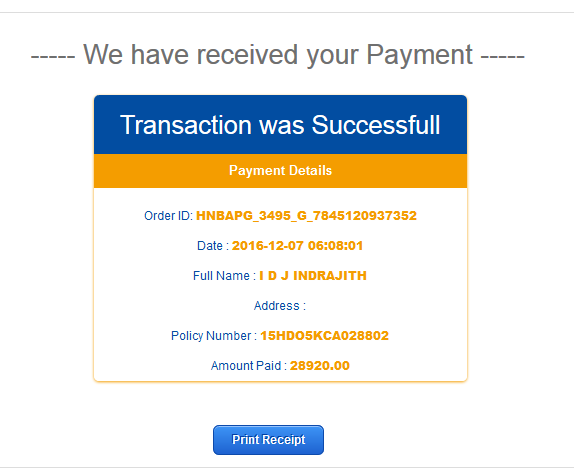 ----- We have received your Payment -----
Transaction was Successfull
Payment Details
Order ID: HNBAPG_3495_G_7845120937352
Date : 2016-12-07 06:08:01
Full Name : I D J INDRAJITH
Address :
Policy Number : 15HDO5KCA028802
Amount Paid : 28920.00
Print Receipt